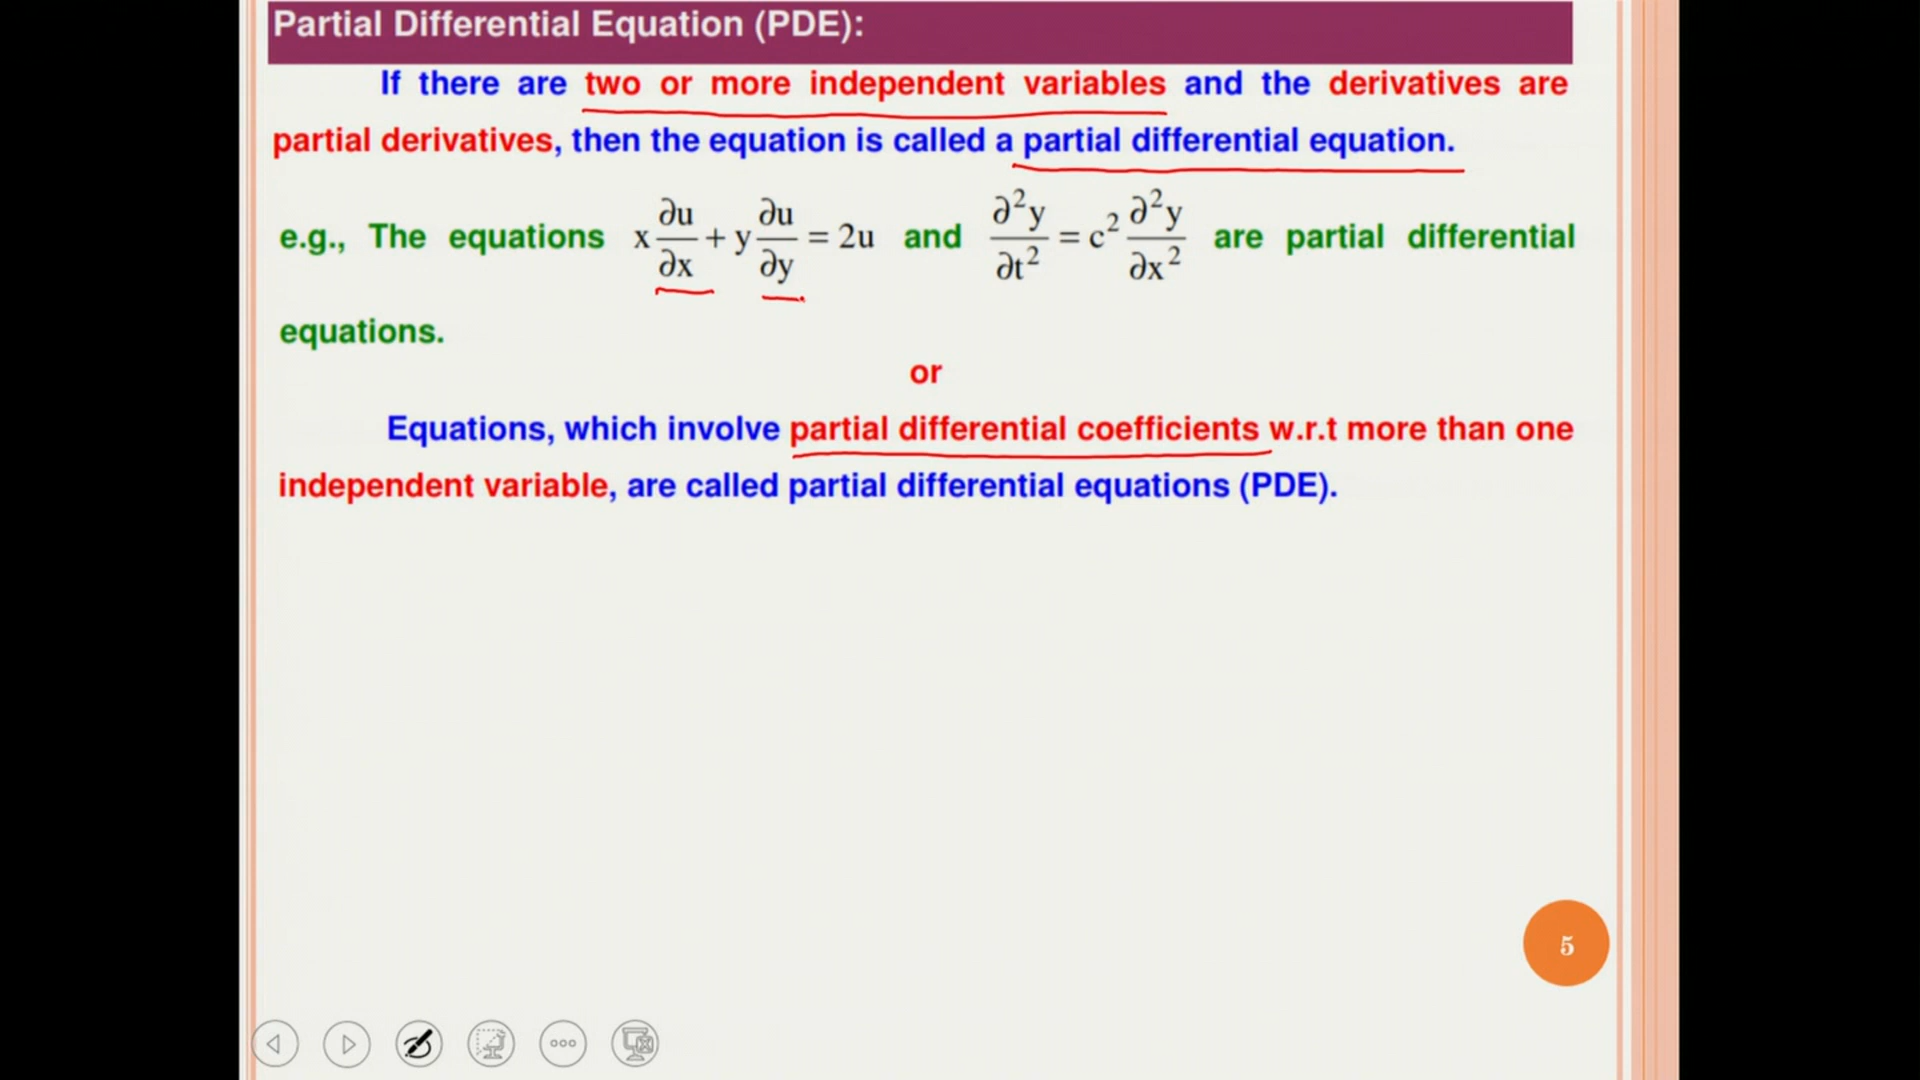 Partial Differential Equation (PDE):
If there are two or more independent variables and the derivatives are
partial derivatives, then the equation is called a partial differential equation.
e.g., The equations x ∂u/∂x + y ∂u/∂y = 2u and ∂²y/∂t² = c² ∂²y/∂x² are partial differential
equations.
or
Equations, which involve partial differential coefficients w.r.t more than one
independent variable, are called partial differential equations (PDE).
5